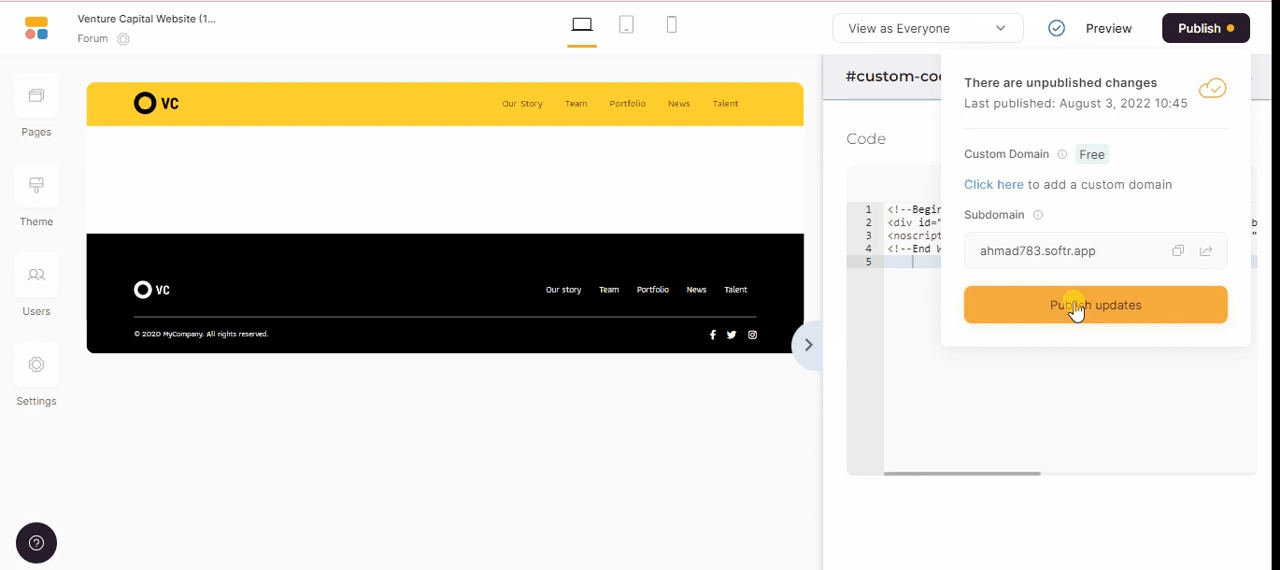 Venture Capital Website (1...
Forum
View as Everyone
Preview
Publish
Pages
Theme
Users
Settings
VC
Our Story Team Portfolio News Talent
VC
Our story Team Portfolio News Talent
© 2020 MyCompany. All rights reserved.
#custom-co
Code
1 <!--Begin
2 <div id="
3 <noscript "
4 <!--End W
5
There are unpublished changes
Last published: August 3, 2022 10:45
Custom Domain Free
Click here to add a custom domain
Subdomain
ahmad783.softr.app
Publish updates